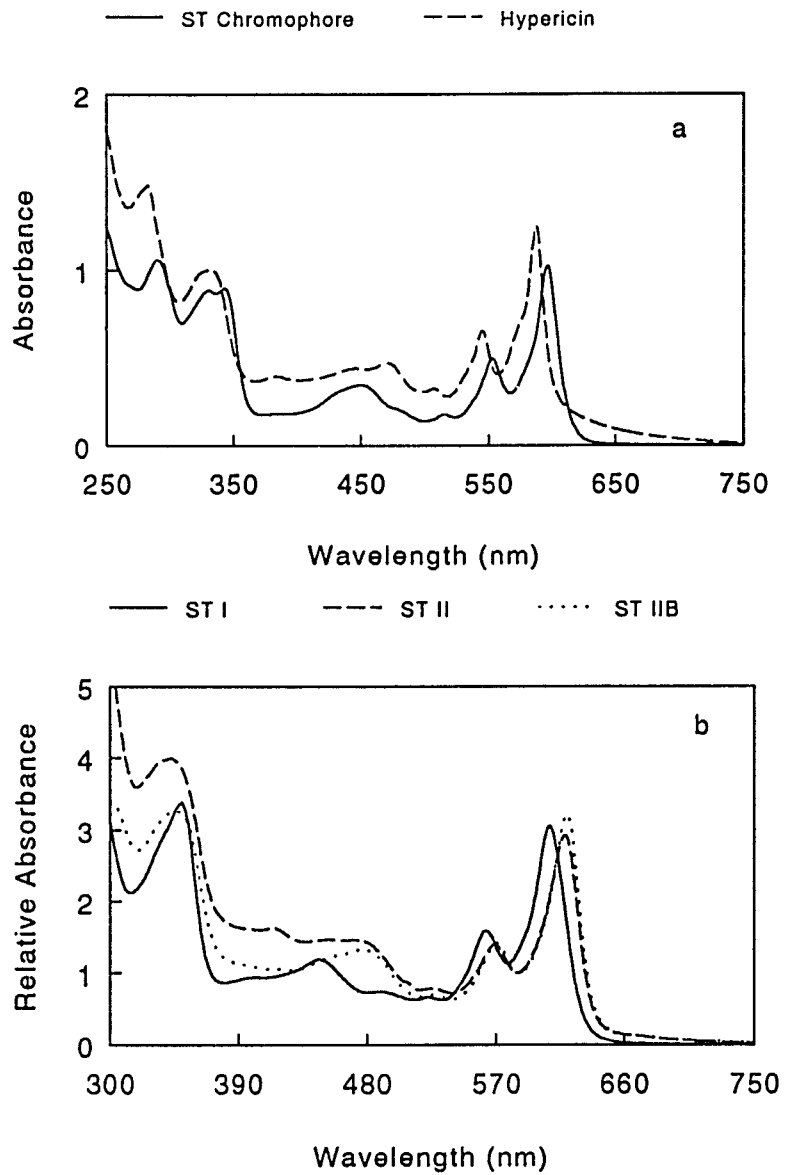 ST Chromophore Hypericin
a
2
1
0
Absorbance
250 350 450 550 650 750
Wavelength (nm)
ST I ST II ST IIB
b
5
4
3
2
1
0
Relative Absorbance
300 390 480 570 660 750
Wavelength (nm)